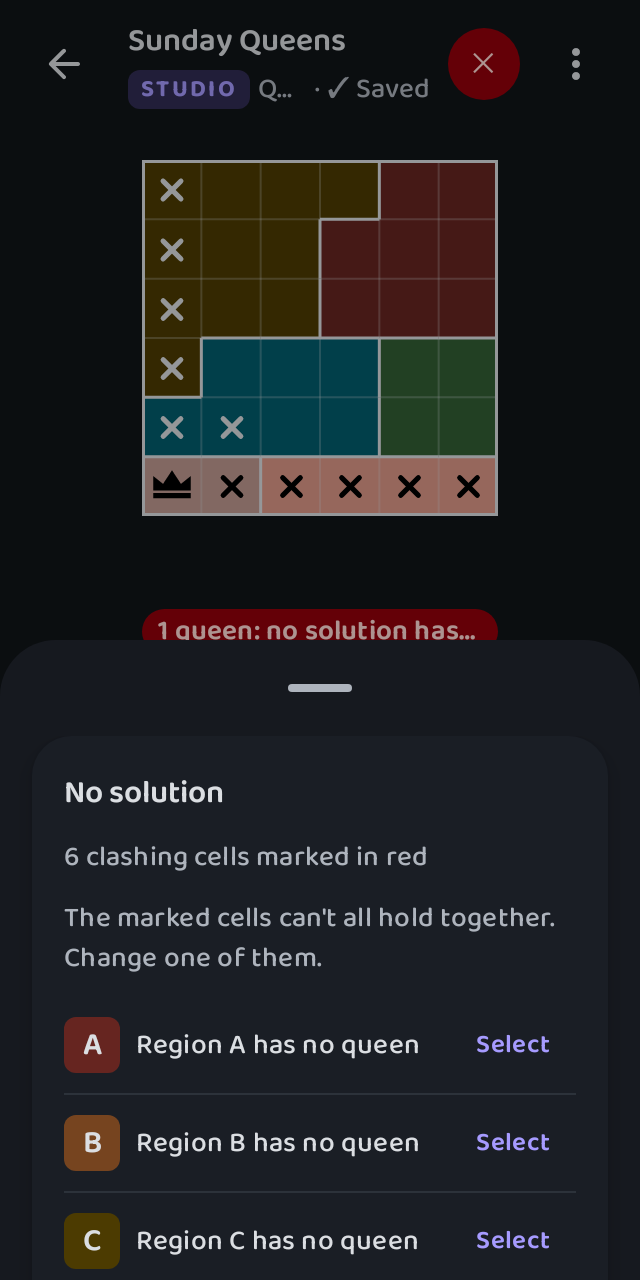 Sunday Queens
STUDIO Q... · ✓ Saved
1 queen: no solution has...
No solution
6 clashing cells marked in red
The marked cells can't all hold together.
Change one of them.
A Region A has no queen Select
B Region B has no queen Select
C Region C has no queen Select